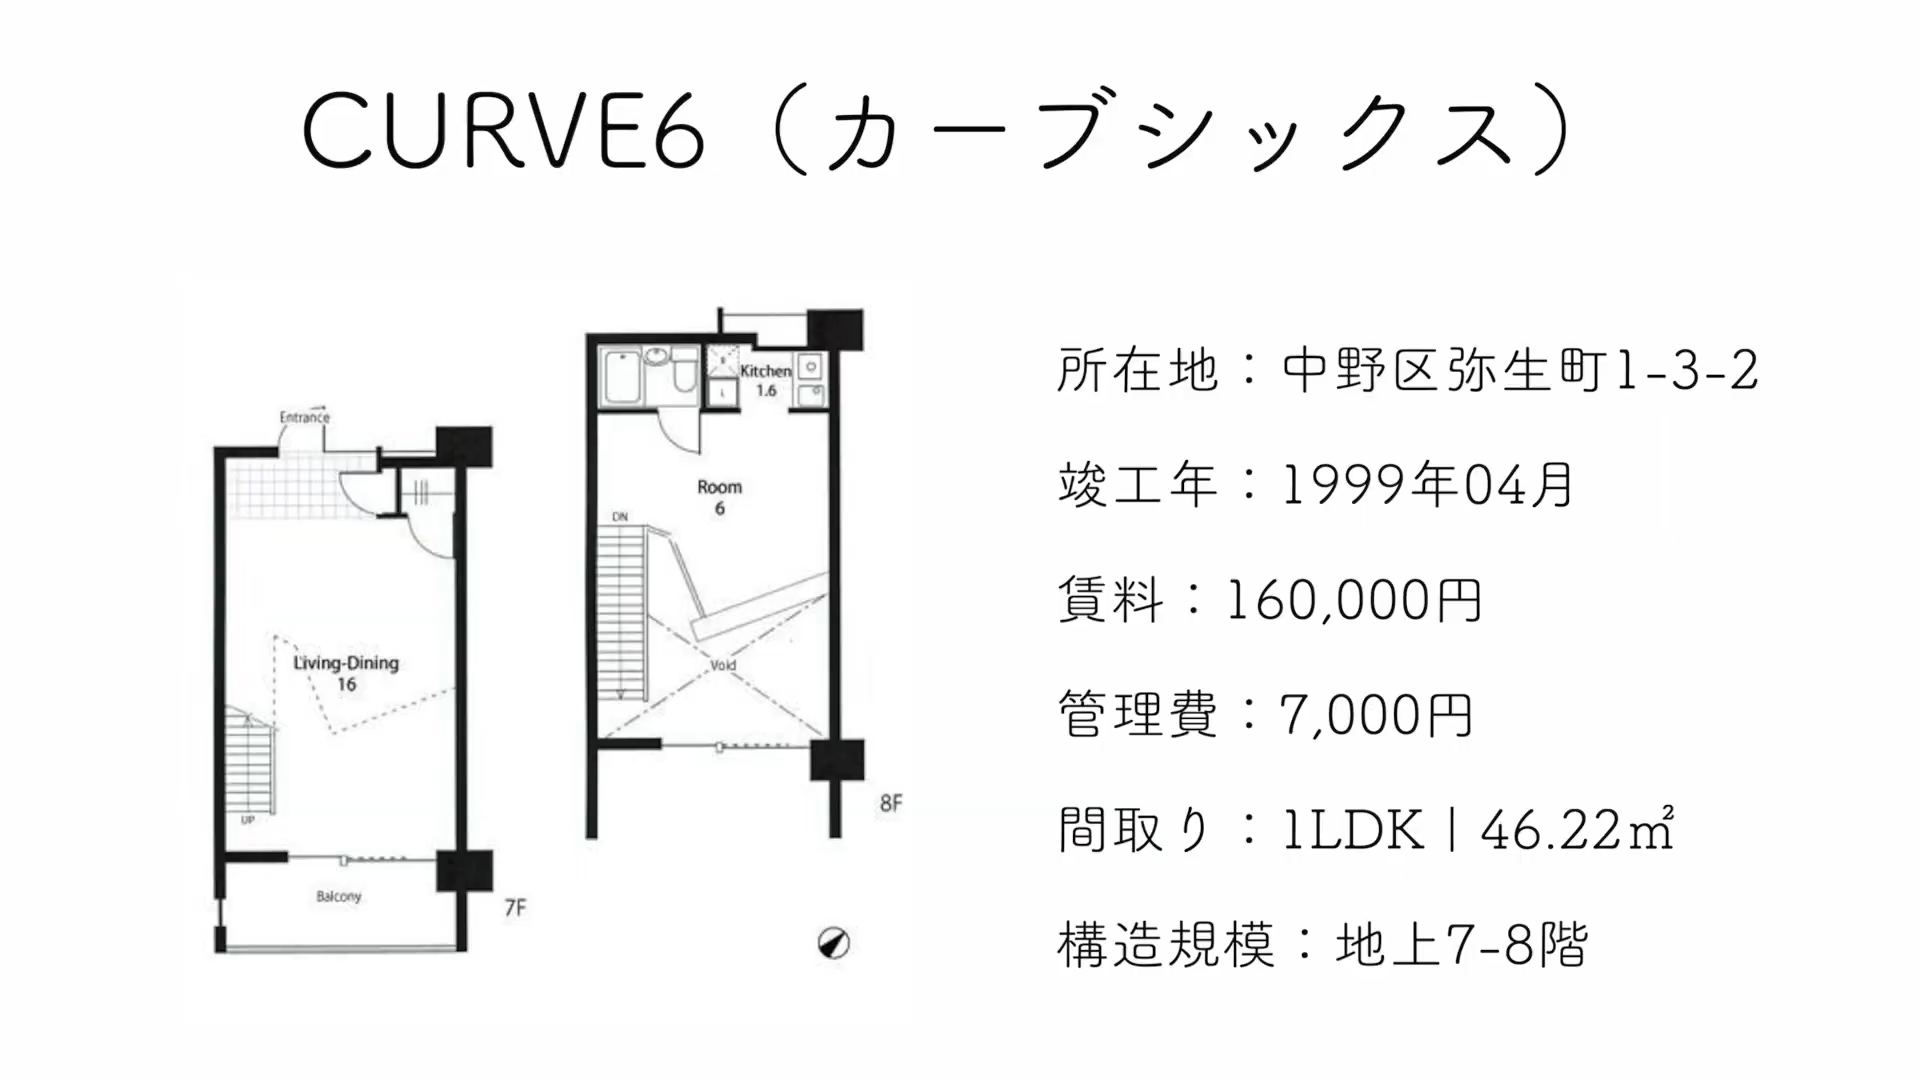 CURVE6（カーブシックス）
Entrance
Living-Dining
16
UP
Balcony
7F
Kitchen
1.6
R
L
Room
6
DN
Void
8F
所在地：中野区弥生町1-3-2
竣工年：1999年04月
賃料：160,000円
管理費：7,000円
間取り：1LDK | 46.22㎡
構造規模：地上7-8階